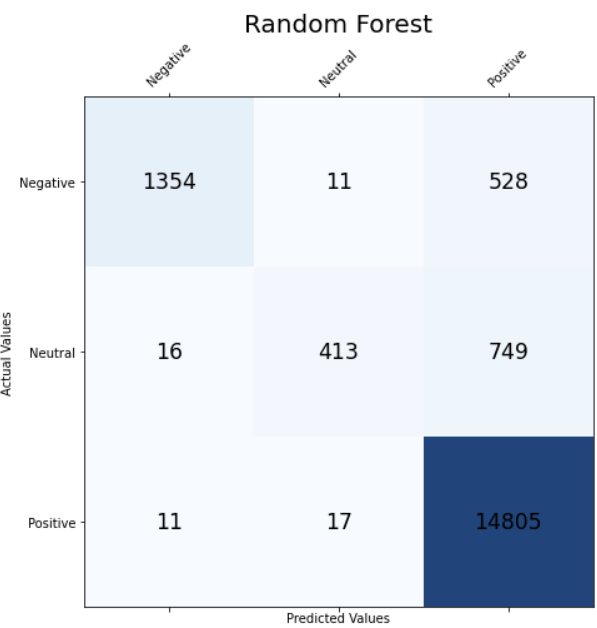 Random Forest
Negative Neutral Positive
Negative 1354 11 528
Neutral 16 413 749
Actual Values
Positive 11 17 14805
Predicted Values